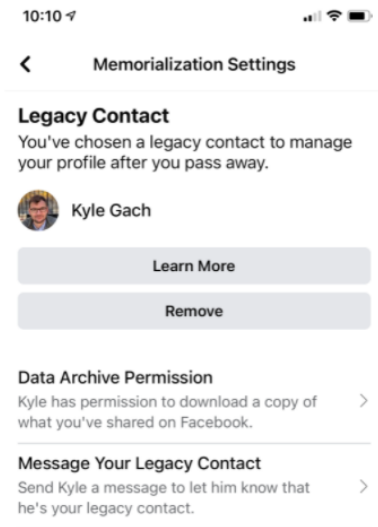 10:10
Memorialization Settings
Legacy Contact
You've chosen a legacy contact to manage
your profile after you pass away.
Kyle Gach
Learn More
Remove
Data Archive Permission
Kyle has permission to download a copy of
what you've shared on Facebook.
Message Your Legacy Contact
Send Kyle a message to let him know that
he's your legacy contact.